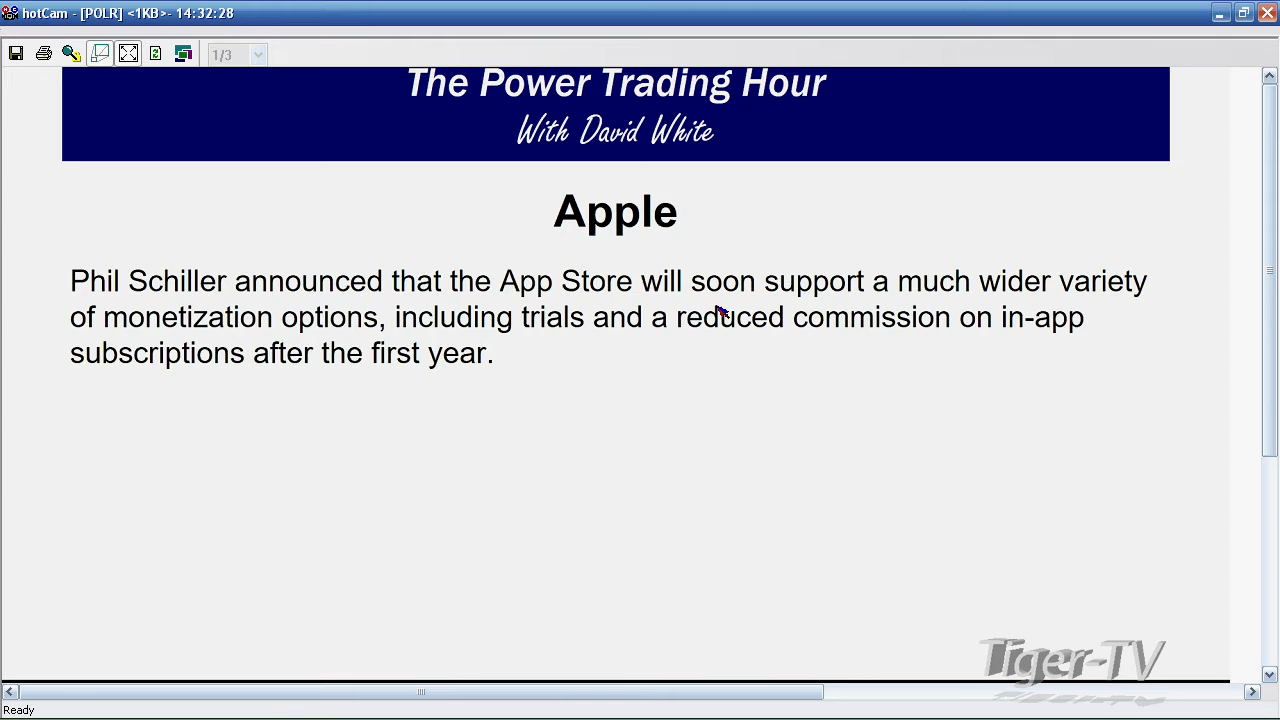 hotCam - [POLR] <1KB>- 14:32:28
1/3
The Power Trading Hour
With David White
Apple
Phil Schiller announced that the App Store will soon support a much wider variety
of monetization options, including trials and a reduced commission on in-app
subscriptions after the first year.
Tiger-TV
Ready